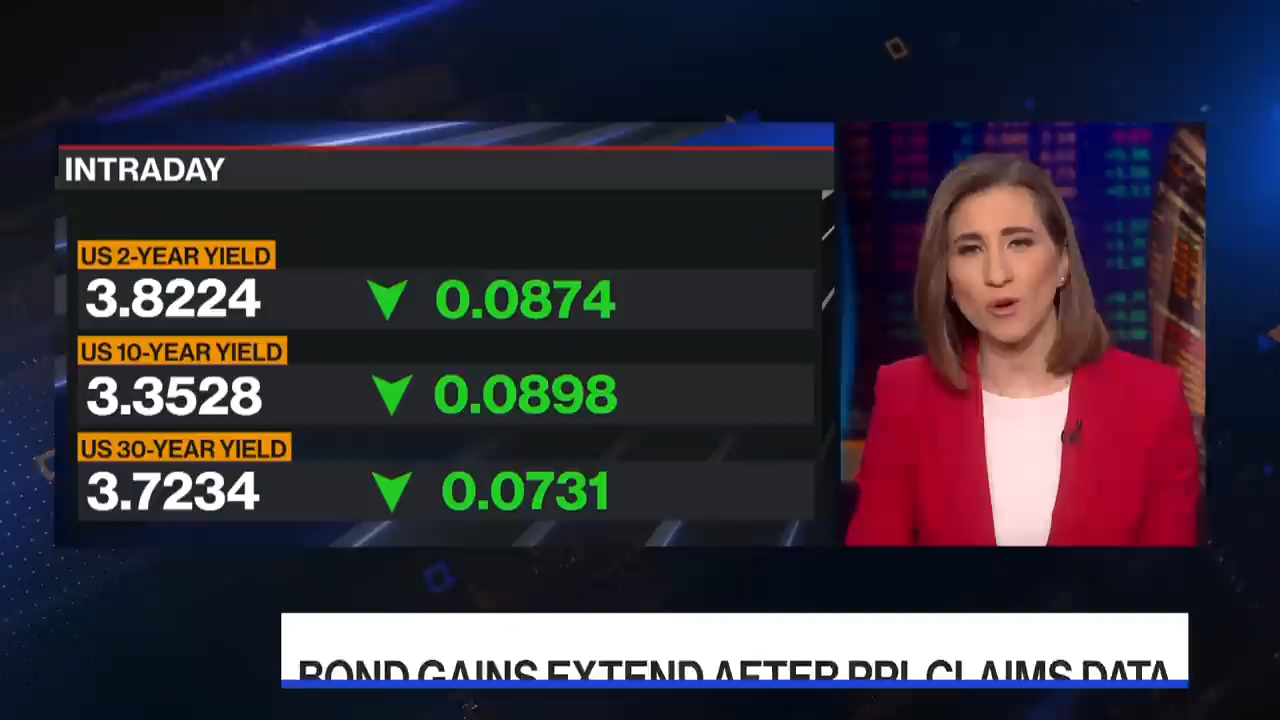 INTRADAY
US 2-YEAR YIELD
3.8224 0.0874
US 10-YEAR YIELD
3.3528 0.0898
US 30-YEAR YIELD
3.7234 0.0731
BOND GAINS EXTEND AFTER PPI, CLAIMS DATA